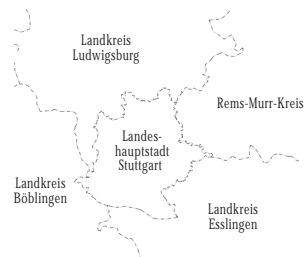 Landkreis
Ludwigsburg
Rems-Murr-Kreis
Landes-
hauptstadt
Stuttgart
Landkreis
Böblingen
Landkreis
Esslingen